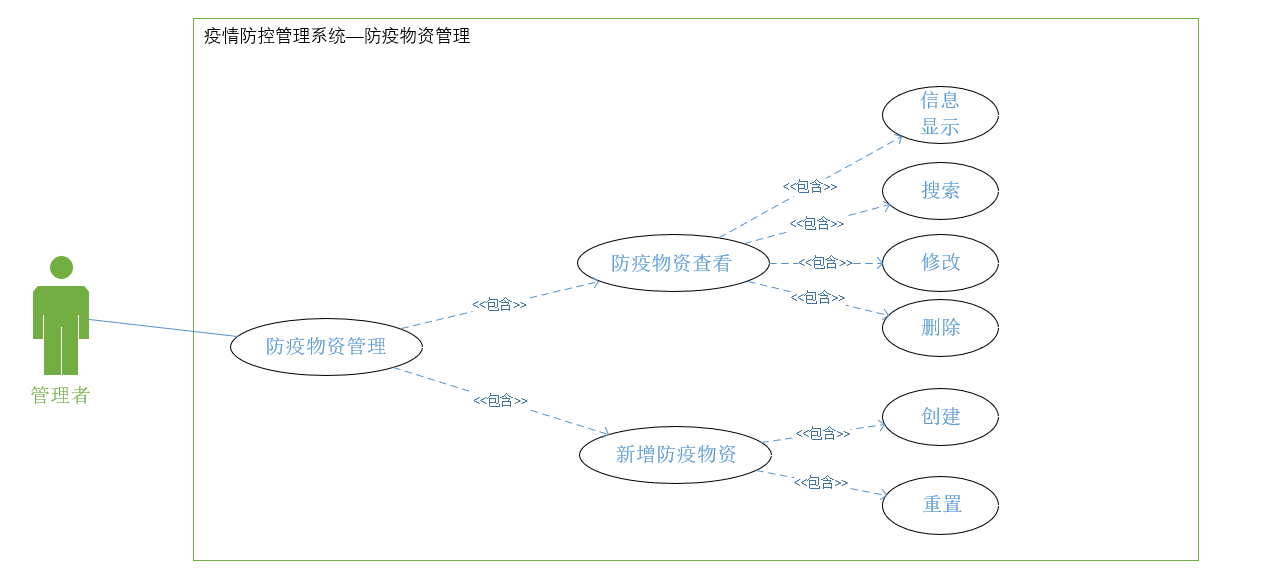 疫情防控管理系统—防疫物资管理
信息
显示
<<包含>>
搜索
<<包含>>
防疫物资查看
<<包含>>
修改
<<包含>>
<<包含>>
删除
防疫物资管理
管理者
<<包含>>
创建
<<包含>>
新增防疫物资
<<包含>>
重置